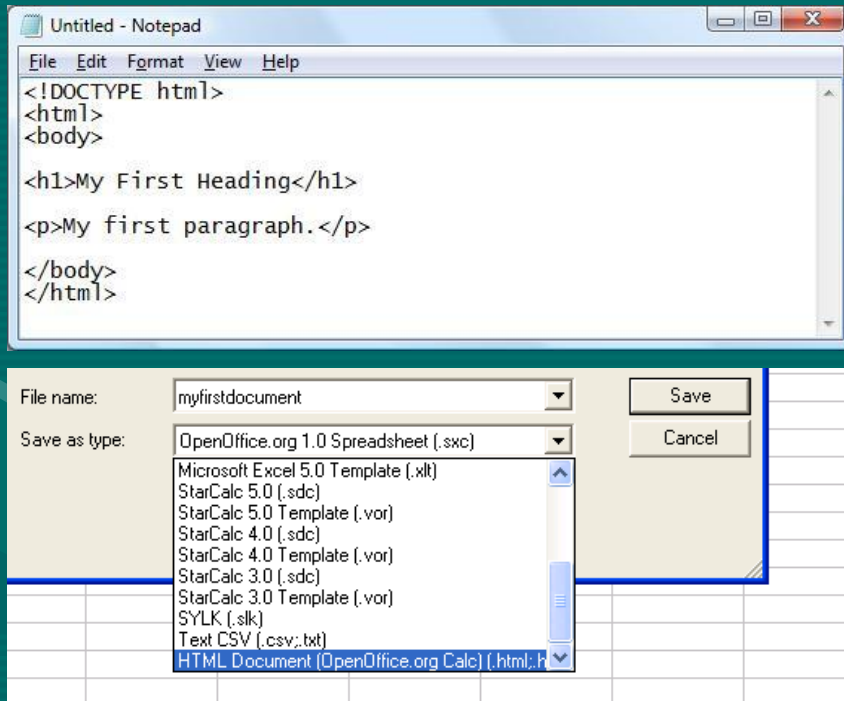 Untitled - Notepad
File Edit Format View Help
<!DOCTYPE html>
<html>
<body>
<h1>My First Heading</h1>
<p>My first paragraph.</p>
</body>
</html>
File name: myfirstdocument Save
Save as type: OpenOffice.org 1.0 Spreadsheet (.sxc) Cancel
Microsoft Excel 5.0 Template (.xlt)
StarCalc 5.0 (.sdc)
StarCalc 5.0 Template (.vor)
StarCalc 4.0 (.sdc)
StarCalc 4.0 Template (.vor)
StarCalc 3.0 (.sdc)
StarCalc 3.0 Template (.vor)
SYLK (.slk)
Text CSV (.csv;.txt)
HTML Document (OpenOffice.org Calc) (.html;.h